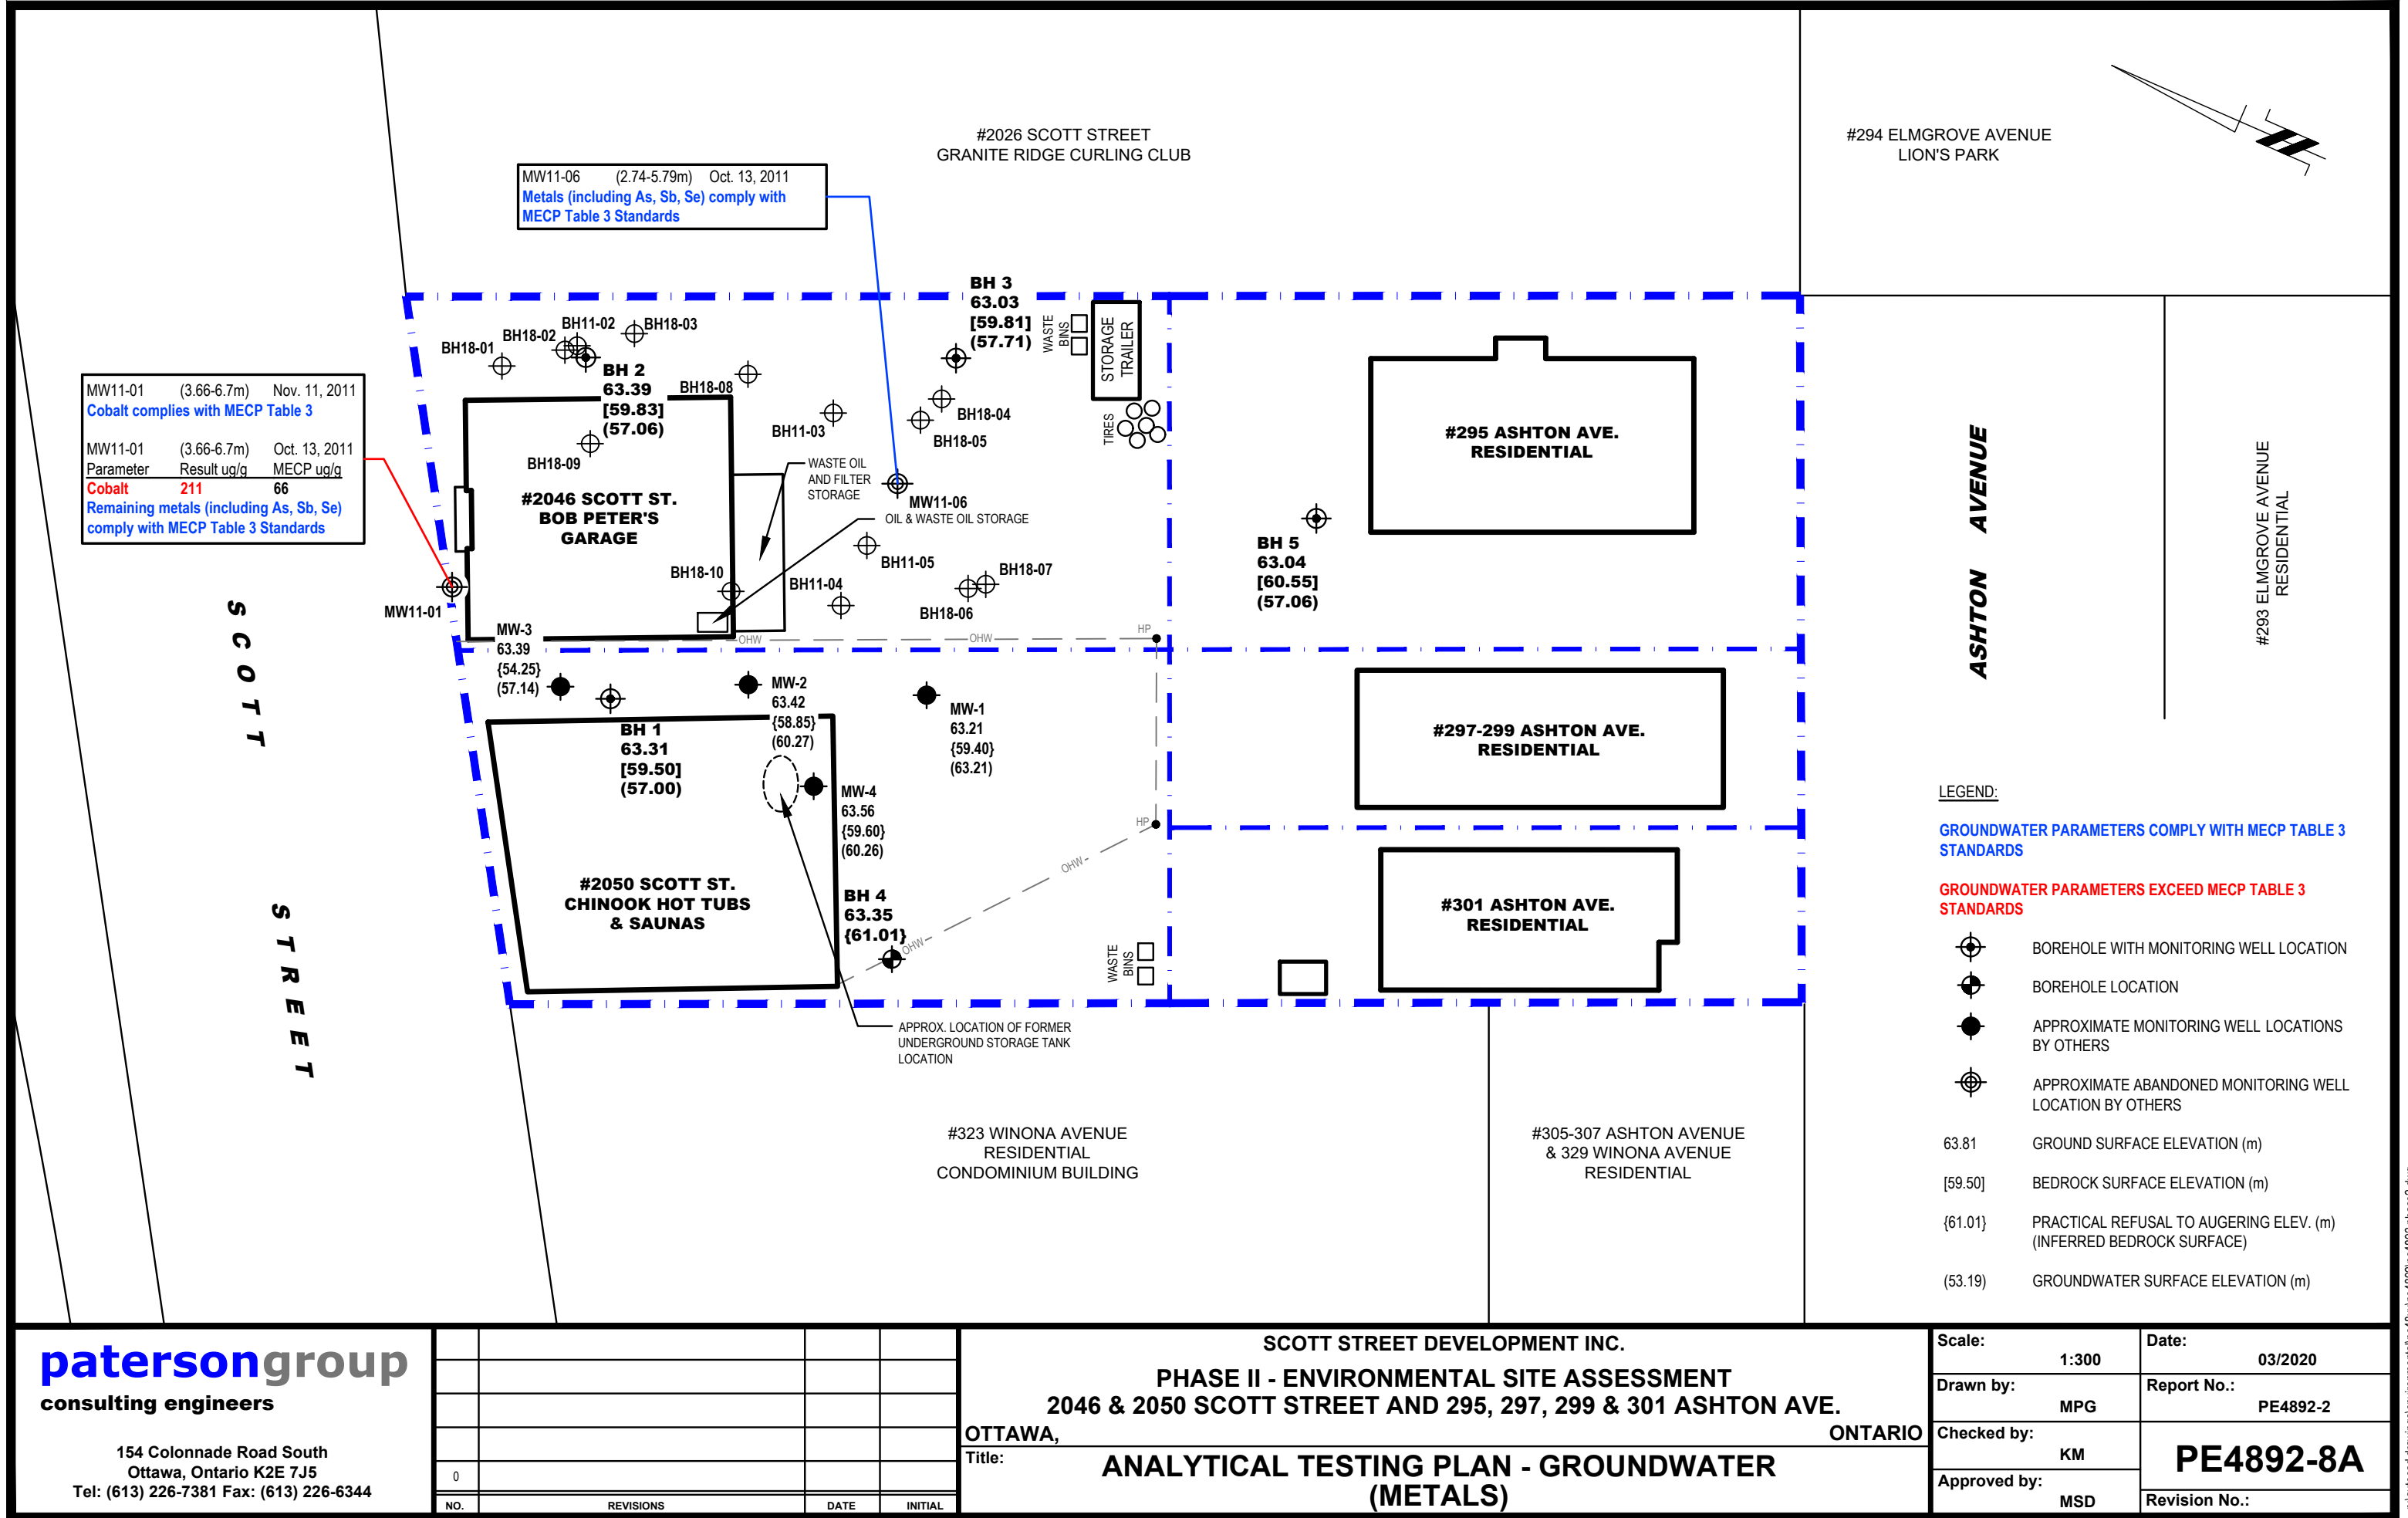 #2026 SCOTT STREET
GRANITE RIDGE CURLING CLUB
#294 ELMGROVE AVENUE
LION'S PARK
MW11-06 (2.74-5.79m) Oct. 13, 2011
Metals (including As, Sb, Se) comply with
MECP Table 3 Standards
MW11-01 (3.66-6.7m) Nov. 11, 2011
Cobalt complies with MECP Table 3
MW11-01 (3.66-6.7m) Oct. 13, 2011
Parameter Result ug/g MECP ug/g
Cobalt 211 66
Remaining metals (including As, Sb, Se)
comply with MECP Table 3 Standards
BH18-01
BH18-02
BH11-02
BH18-03
BH 2
63.39
[59.83]
(57.06)
BH18-08
BH18-09
BH 3
63.03
[59.81]
(57.71)
WASTE
BINS
STORAGE
TRAILER
TIRES
BH18-04
BH18-05
BH11-03
WASTE OIL
AND FILTER
STORAGE
MW11-06
OIL & WASTE OIL STORAGE
#2046 SCOTT ST.
BOB PETER'S
GARAGE
BH18-10
BH11-05
BH11-04
BH18-07
BH18-06
MW11-01
OHW
OHW
HP
MW-3
63.39
{54.25}
(57.14)
MW-2
63.42
{58.85}
(60.27)
MW-1
63.21
{59.40}
(63.21)
BH 1
63.31
[59.50]
(57.00)
MW-4
63.56
{59.60}
(60.26)
HP
OHW
BH 4
63.35
{61.01}
OHW
#2050 SCOTT ST.
CHINOOK HOT TUBS
& SAUNAS
WASTE
BINS
APPROX. LOCATION OF FORMER
UNDERGROUND STORAGE TANK
LOCATION
#295 ASHTON AVE.
RESIDENTIAL
BH 5
63.04
[60.55]
(57.06)
#297-299 ASHTON AVE.
RESIDENTIAL
#301 ASHTON AVE.
RESIDENTIAL
ASHTON AVENUE
#293 ELMGROVE AVENUE
RESIDENTIAL
SCOTT STREET
#323 WINONA AVENUE
RESIDENTIAL
CONDOMINIUM BUILDING
#305-307 ASHTON AVENUE
& 329 WINONA AVENUE
RESIDENTIAL
LEGEND:
GROUNDWATER PARAMETERS COMPLY WITH MECP TABLE 3
STANDARDS
GROUNDWATER PARAMETERS EXCEED MECP TABLE 3
STANDARDS
BOREHOLE WITH MONITORING WELL LOCATION
BOREHOLE LOCATION
APPROXIMATE MONITORING WELL LOCATIONS
BY OTHERS
APPROXIMATE ABANDONED MONITORING WELL
LOCATION BY OTHERS
63.81 GROUND SURFACE ELEVATION (m)
[59.50] BEDROCK SURFACE ELEVATION (m)
{61.01} PRACTICAL REFUSAL TO AUGERING ELEV. (m)
(INFERRED BEDROCK SURFACE)
(53.19) GROUNDWATER SURFACE ELEVATION (m)
patersongroup
consulting engineers
154 Colonnade Road South
Ottawa, Ontario K2E 7J5
Tel: (613) 226-7381 Fax: (613) 226-6344
0
NO. REVISIONS DATE INITIAL
SCOTT STREET DEVELOPMENT INC.
PHASE II - ENVIRONMENTAL SITE ASSESSMENT
2046 & 2050 SCOTT STREET AND 295, 297, 299 & 301 ASHTON AVE.
OTTAWA, ONTARIO
Title:
ANALYTICAL TESTING PLAN - GROUNDWATER
(METALS)
Scale:
1:300
Date:
03/2020
Drawn by:
MPG
Report No.:
PE4892-2
Checked by:
KM
PE4892-8A
Approved by:
MSD
Revision No.: